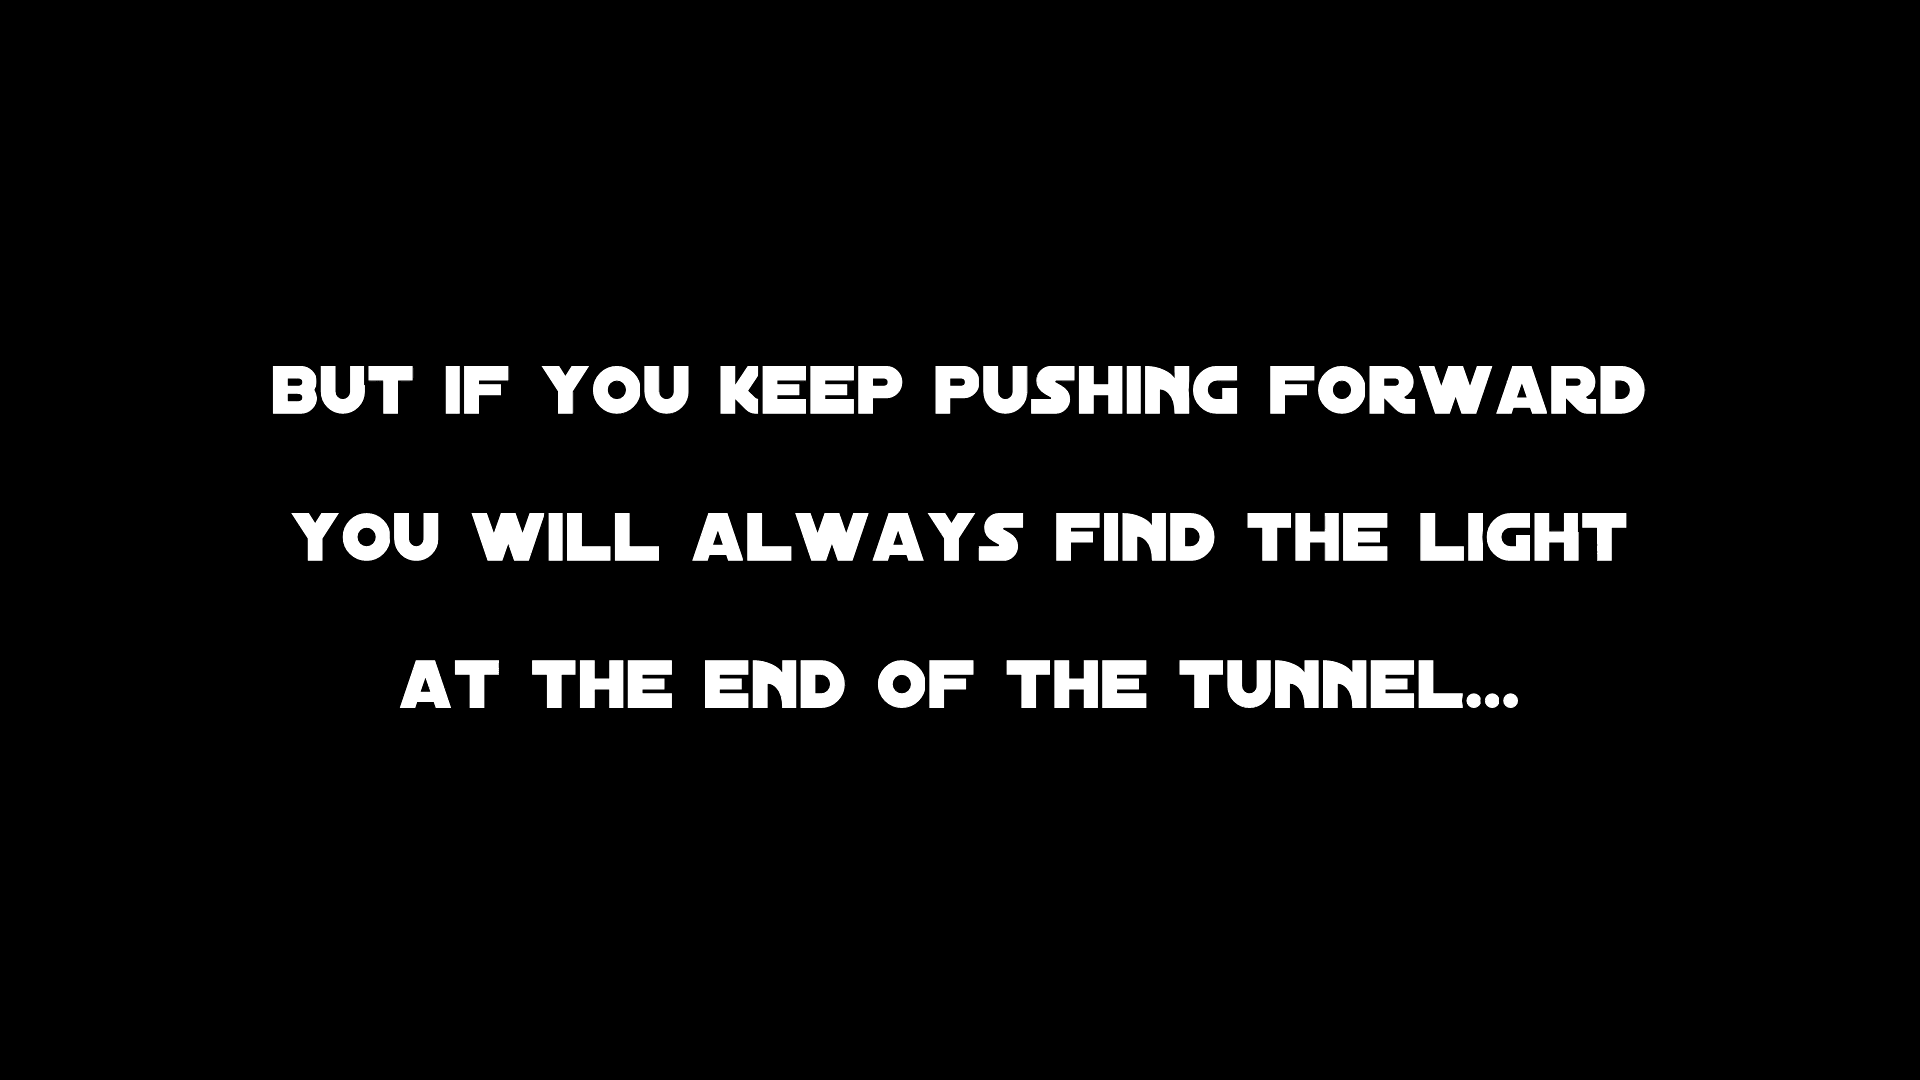 BUT IF YOU KEEP PUSHING FORWARD
YOU WILL ALWAYS FIND THE LIGHT
AT THE END OF THE TUNNEL...